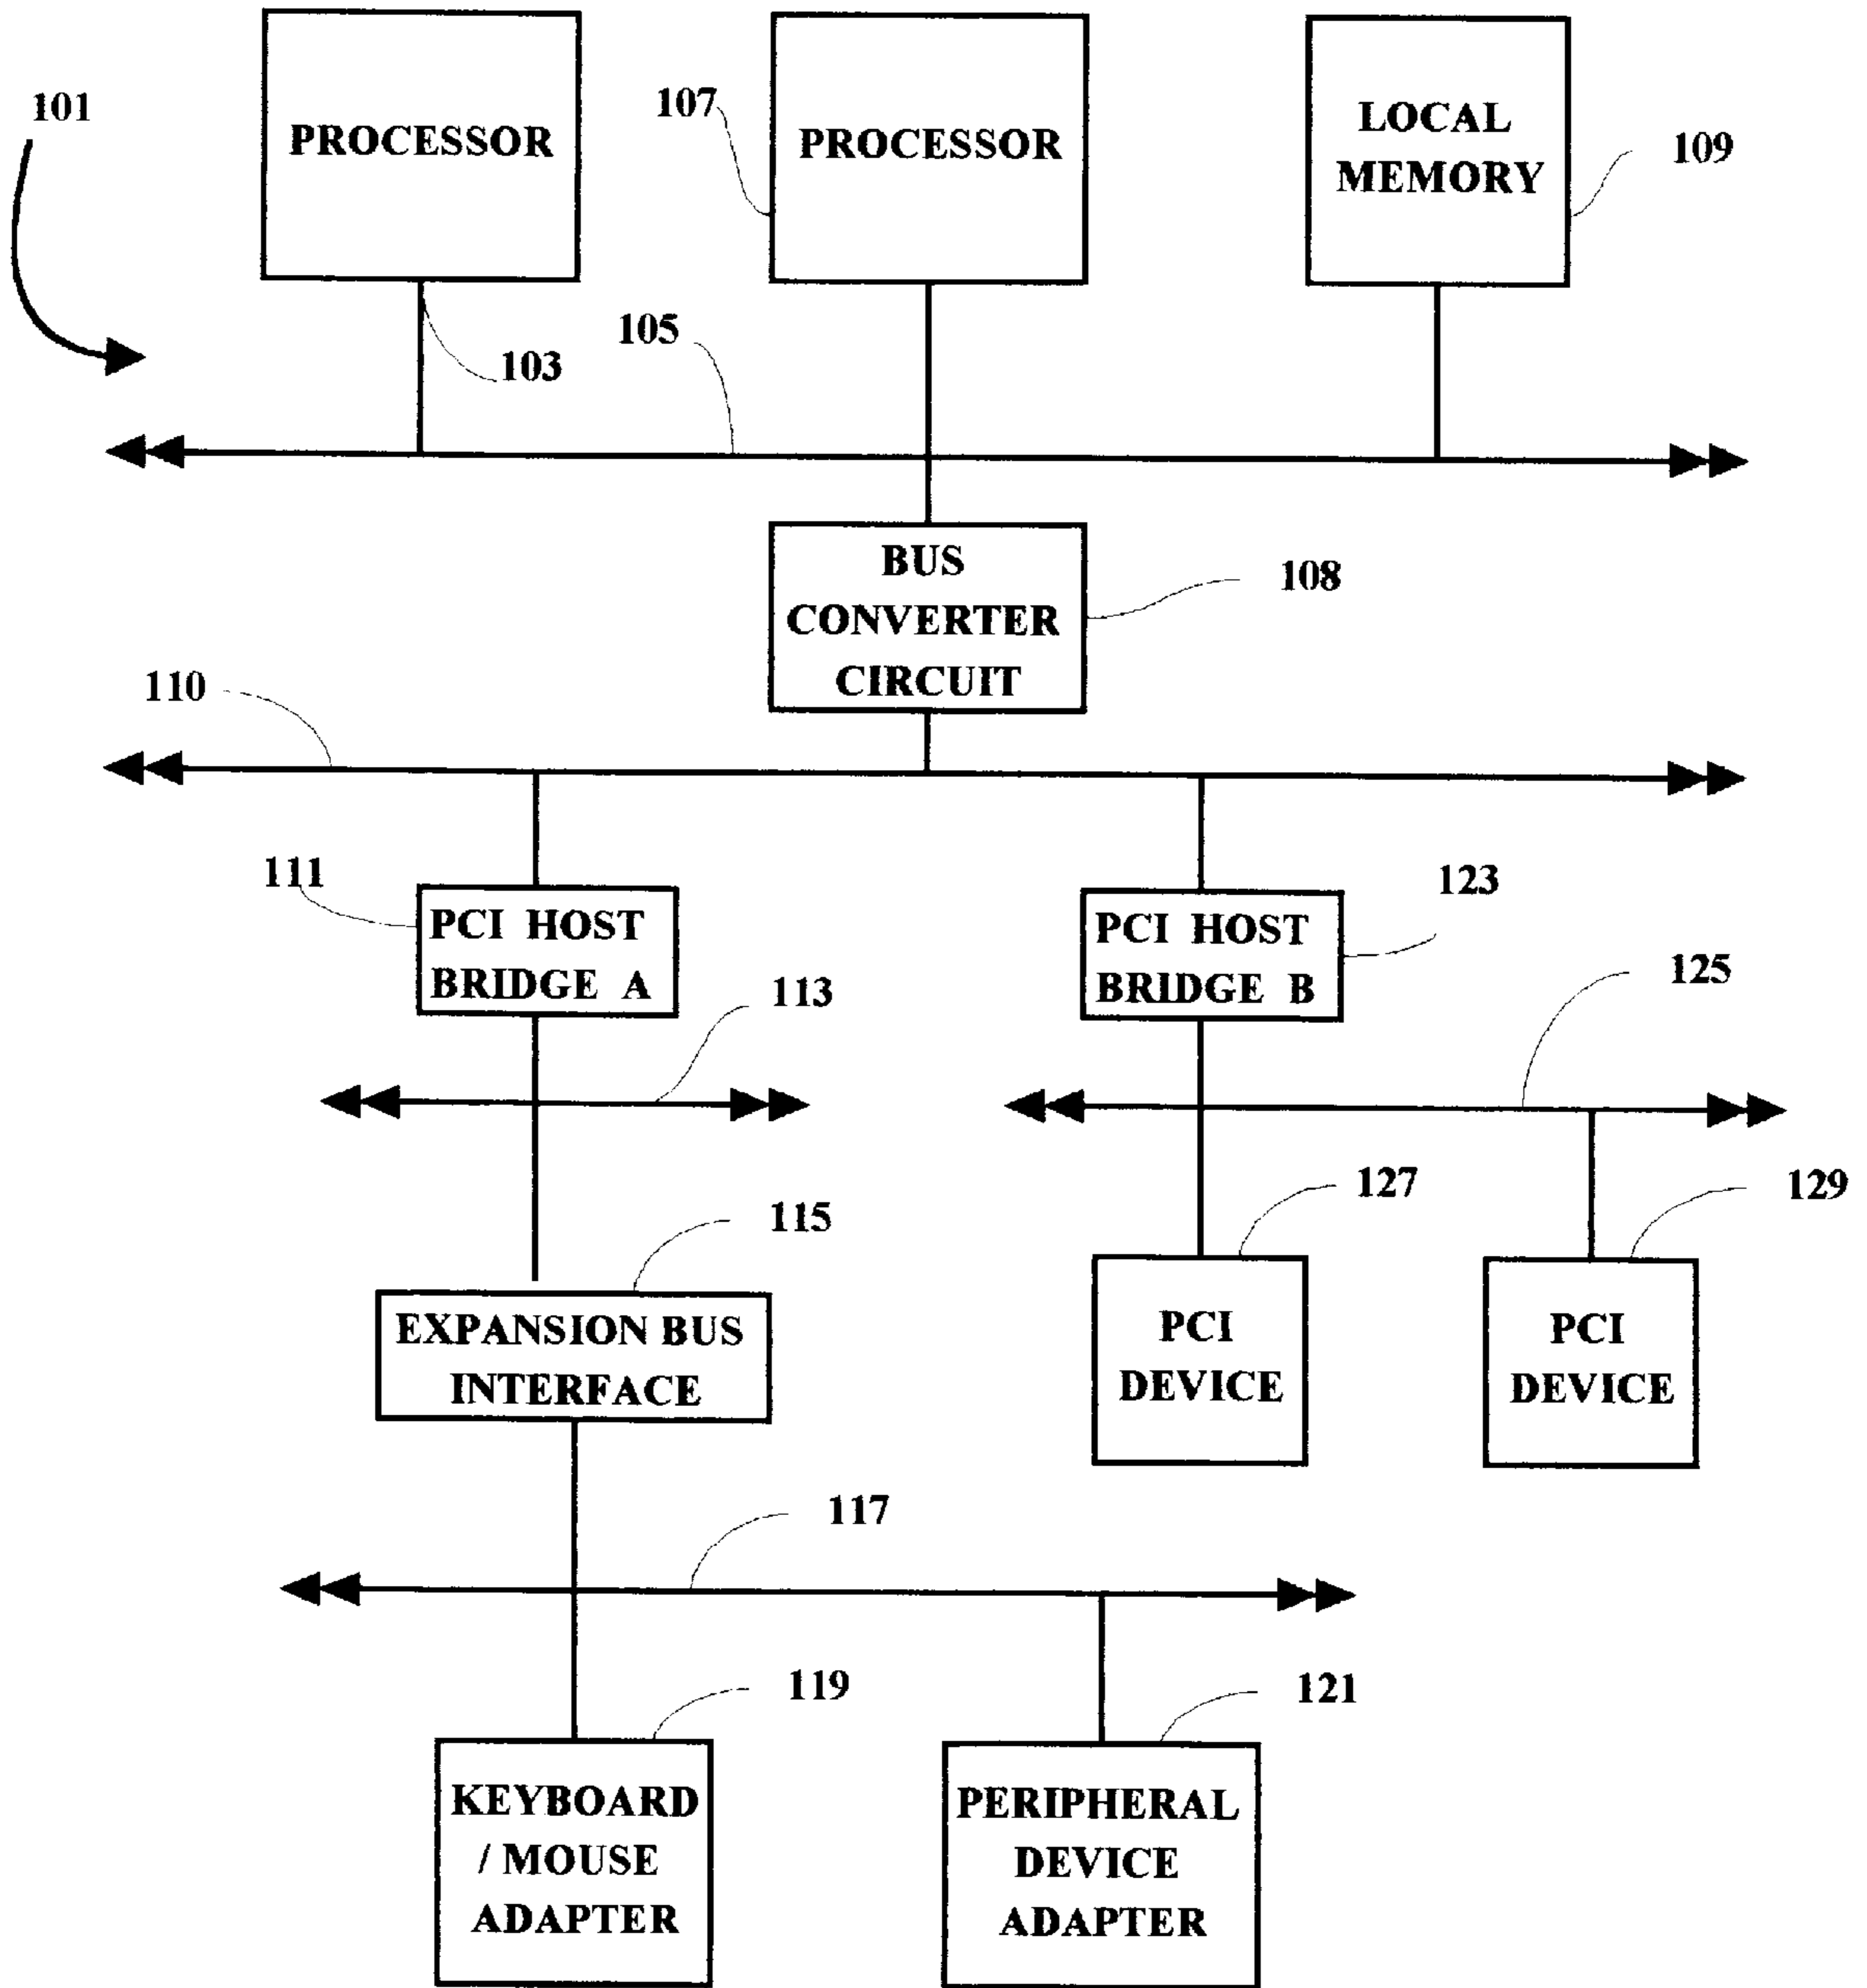 101
PROCESSOR
107
PROCESSOR
LOCAL
MEMORY
109
105
103
BUS
CONVERTER
CIRCUIT
108
110
111
PCI HOST
BRIDGE A
113
123
PCI HOST
BRIDGE B
125
115
127
129
EXPANSION BUS
INTERFACE
PCI
DEVICE
PCI
DEVICE
117
119
121
KEYBOARD
/ MOUSE
ADAPTER
PERIPHERAL
DEVICE
ADAPTER